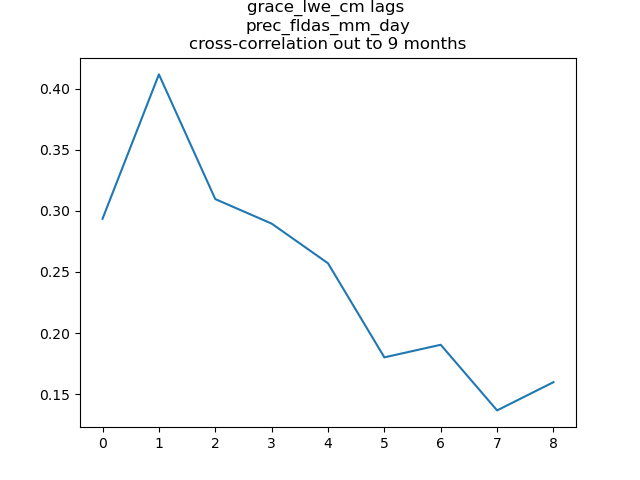 grace_lwe_cm lags
prec_fldas_mm_day
cross-correlation out to 9 months
0.40
0.35
0.30
0.25
0.20
0.15
0 1 2 3 4 5 6 7 8